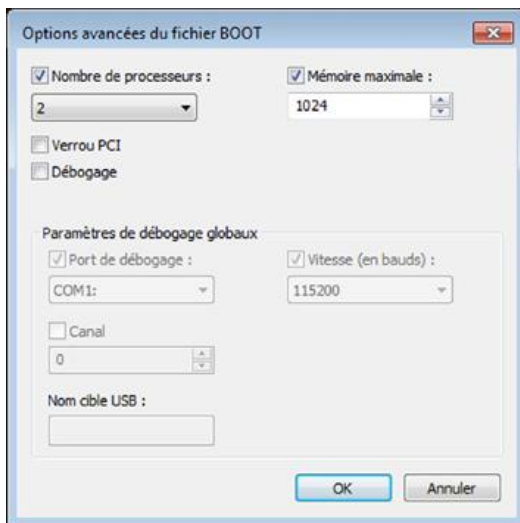 Options avancées du fichier BOOT
Nombre de processeurs :
Mémoire maximale :
2
1024
Verrou PCI
Débogage
Paramètres de débogage globaux
Port de débogage :
Vitesse (en bauds) :
COM1:
115200
Canal
0
Nom cible USB :
OK
Annuler